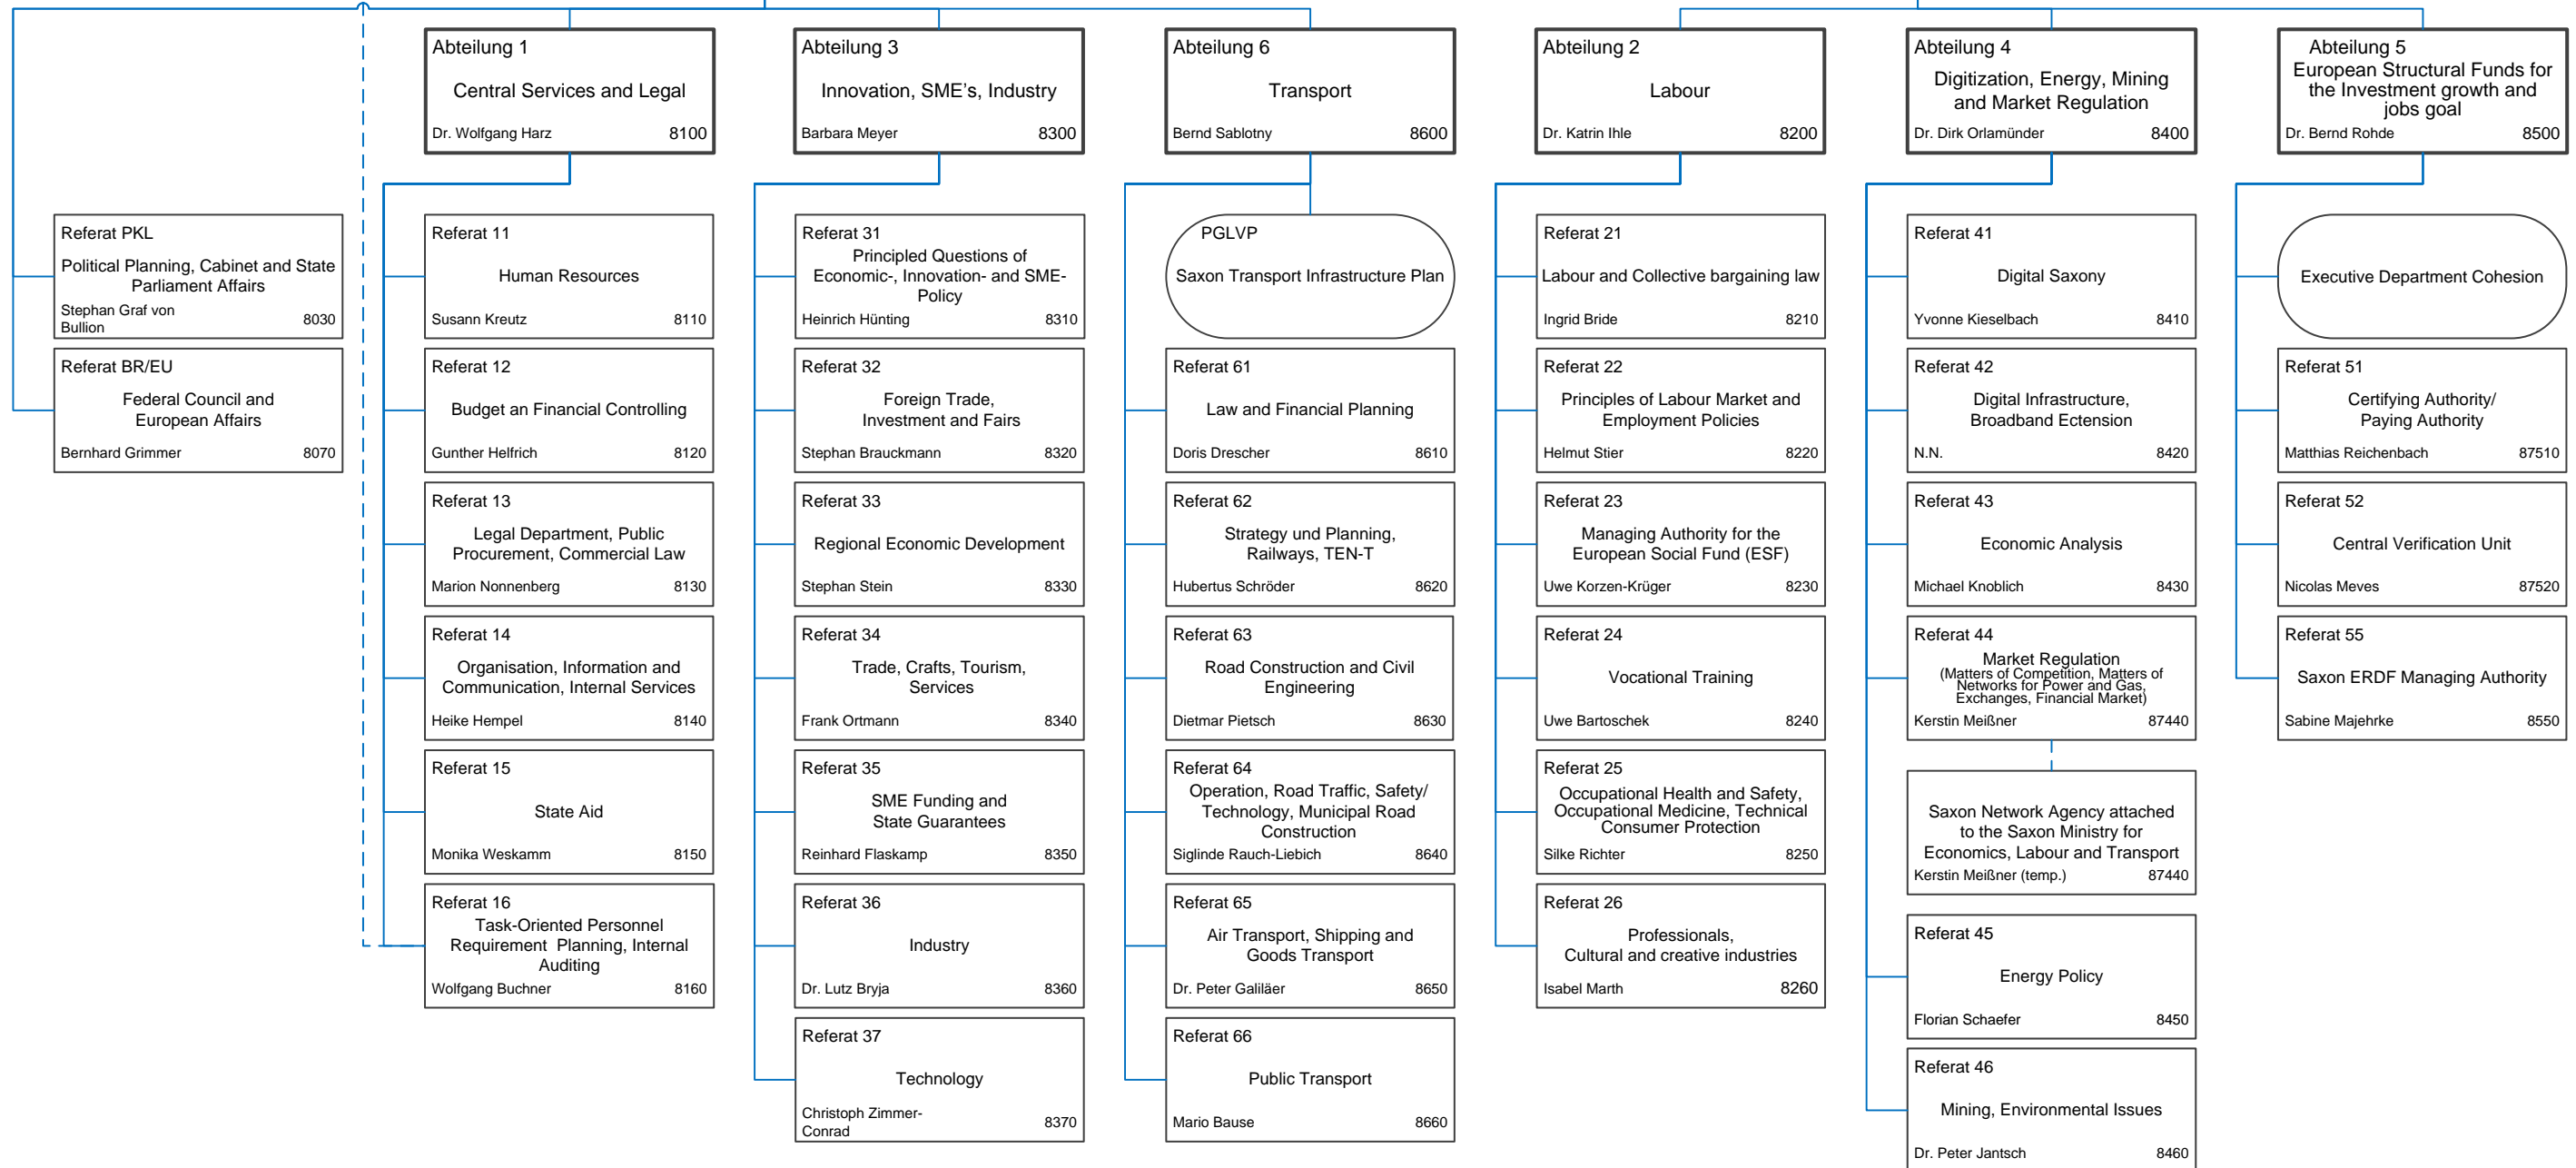 Abteilung 1
Central Services and Legal
Dr. Wolfgang Harz 8100
Abteilung 3
Innovation, SME's, Industry
Barbara Meyer 8300
Abteilung 6
Transport
Bernd Sablotny 8600
Abteilung 2
Labour
Dr. Katrin Ihle 8200
Abteilung 4
Digitization, Energy, Mining
and Market Regulation
Dr. Dirk Orlamünder 8400
Abteilung 5
European Structural Funds for
the Investment growth and
jobs goal
Dr. Bernd Rohde 8500
Referat PKL
Political Planning, Cabinet and State
Parliament Affairs
Stephan Graf von
Bullion 8030
Referat BR/EU
Federal Council and
European Affairs
Bernhard Grimmer 8070
Referat 11
Human Resources
Susann Kreutz 8110
Referat 12
Budget an Financial Controlling
Gunther Helfrich 8120
Referat 13
Legal Department, Public
Procurement, Commercial Law
Marion Nonnenberg 8130
Referat 14
Organisation, Information and
Communication, Internal Services
Heike Hempel 8140
Referat 15
State Aid
Monika Weskamm 8150
Referat 16
Task-Oriented Personnel
Requirement Planning, Internal
Auditing
Wolfgang Buchner 8160
Referat 31
Principled Questions of
Economic-, Innovation- and SME-
Policy
Heinrich Hünting 8310
Referat 32
Foreign Trade,
Investment and Fairs
Stephan Brauckmann 8320
Referat 33
Regional Economic Development
Stephan Stein 8330
Referat 34
Trade, Crafts, Tourism,
Services
Frank Ortmann 8340
Referat 35
SME Funding and
State Guarantees
Reinhard Flaskamp 8350
Referat 36
Industry
Dr. Lutz Bryja 8360
Referat 37
Technology
Christoph Zimmer-
Conrad 8370
PGLVP
Saxon Transport Infrastructure Plan
Referat 61
Law and Financial Planning
Doris Drescher 8610
Referat 62
Strategy und Planning,
Railways, TEN-T
Hubertus Schröder 8620
Referat 63
Road Construction and Civil
Engineering
Dietmar Pietsch 8630
Referat 64
Operation, Road Traffic, Safety/
Technology, Municipal Road
Construction
Siglinde Rauch-Liebich 8640
Referat 65
Air Transport, Shipping and
Goods Transport
Dr. Peter Galiläer 8650
Referat 66
Public Transport
Mario Bause 8660
Referat 21
Labour and Collective bargaining law
Ingrid Bride 8210
Referat 22
Principles of Labour Market and
Employment Policies
Helmut Stier 8220
Referat 23
Managing Authority for the
European Social Fund (ESF)
Uwe Korzen-Krüger 8230
Referat 24
Vocational Training
Uwe Bartoschek 8240
Referat 25
Occupational Health and Safety,
Occupational Medicine, Technical
Consumer Protection
Silke Richter 8250
Referat 26
Professionals,
Cultural and creative industries
Isabel Marth 8260
Referat 41
Digital Saxony
Yvonne Kieselbach 8410
Referat 42
Digital Infrastructure,
Broadband Ectension
N.N. 8420
Referat 43
Economic Analysis
Michael Knoblich 8430
Referat 44
Market Regulation
(Matters of Competition, Matters of
Networks for Power and Gas,
Exchanges, Financial Market)
Kerstin Meißner 87440
Saxon Network Agency attached
to the Saxon Ministry for
Economics, Labour and Transport
Kerstin Meißner (temp.) 87440
Referat 45
Energy Policy
Florian Schaefer 8450
Referat 46
Mining, Environmental Issues
Dr. Peter Jantsch 8460
Executive Department Cohesion
Referat 51
Certifying Authority/
Paying Authority
Matthias Reichenbach 87510
Referat 52
Central Verification Unit
Nicolas Meves 87520
Referat 55
Saxon ERDF Managing Authority
Sabine Majehrke 8550